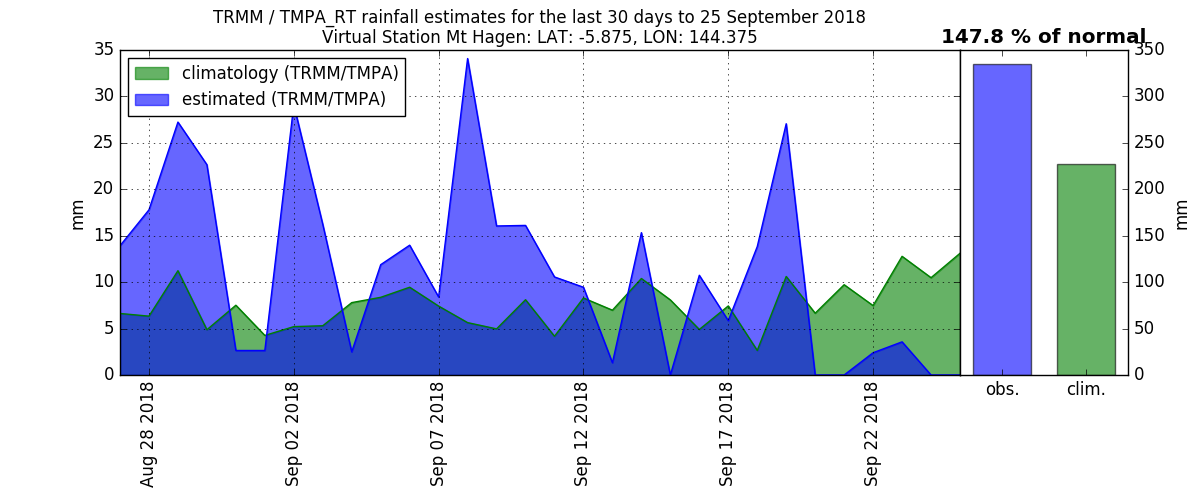 TRMM / TMPA_RT rainfall estimates for the last 30 days to 25 September 2018
Virtual Station Mt Hagen: LAT: -5.875, LON: 144.375
147.8 % of normal
climatology (TRMM/TMPA)
estimated (TRMM/TMPA)
35
30
25
20
15
10
5
0
mm
Aug 28 2018
Sep 02 2018
Sep 07 2018
Sep 12 2018
Sep 17 2018
Sep 22 2018
obs.
clim.
350
300
250
200
150
100
50
0
mm